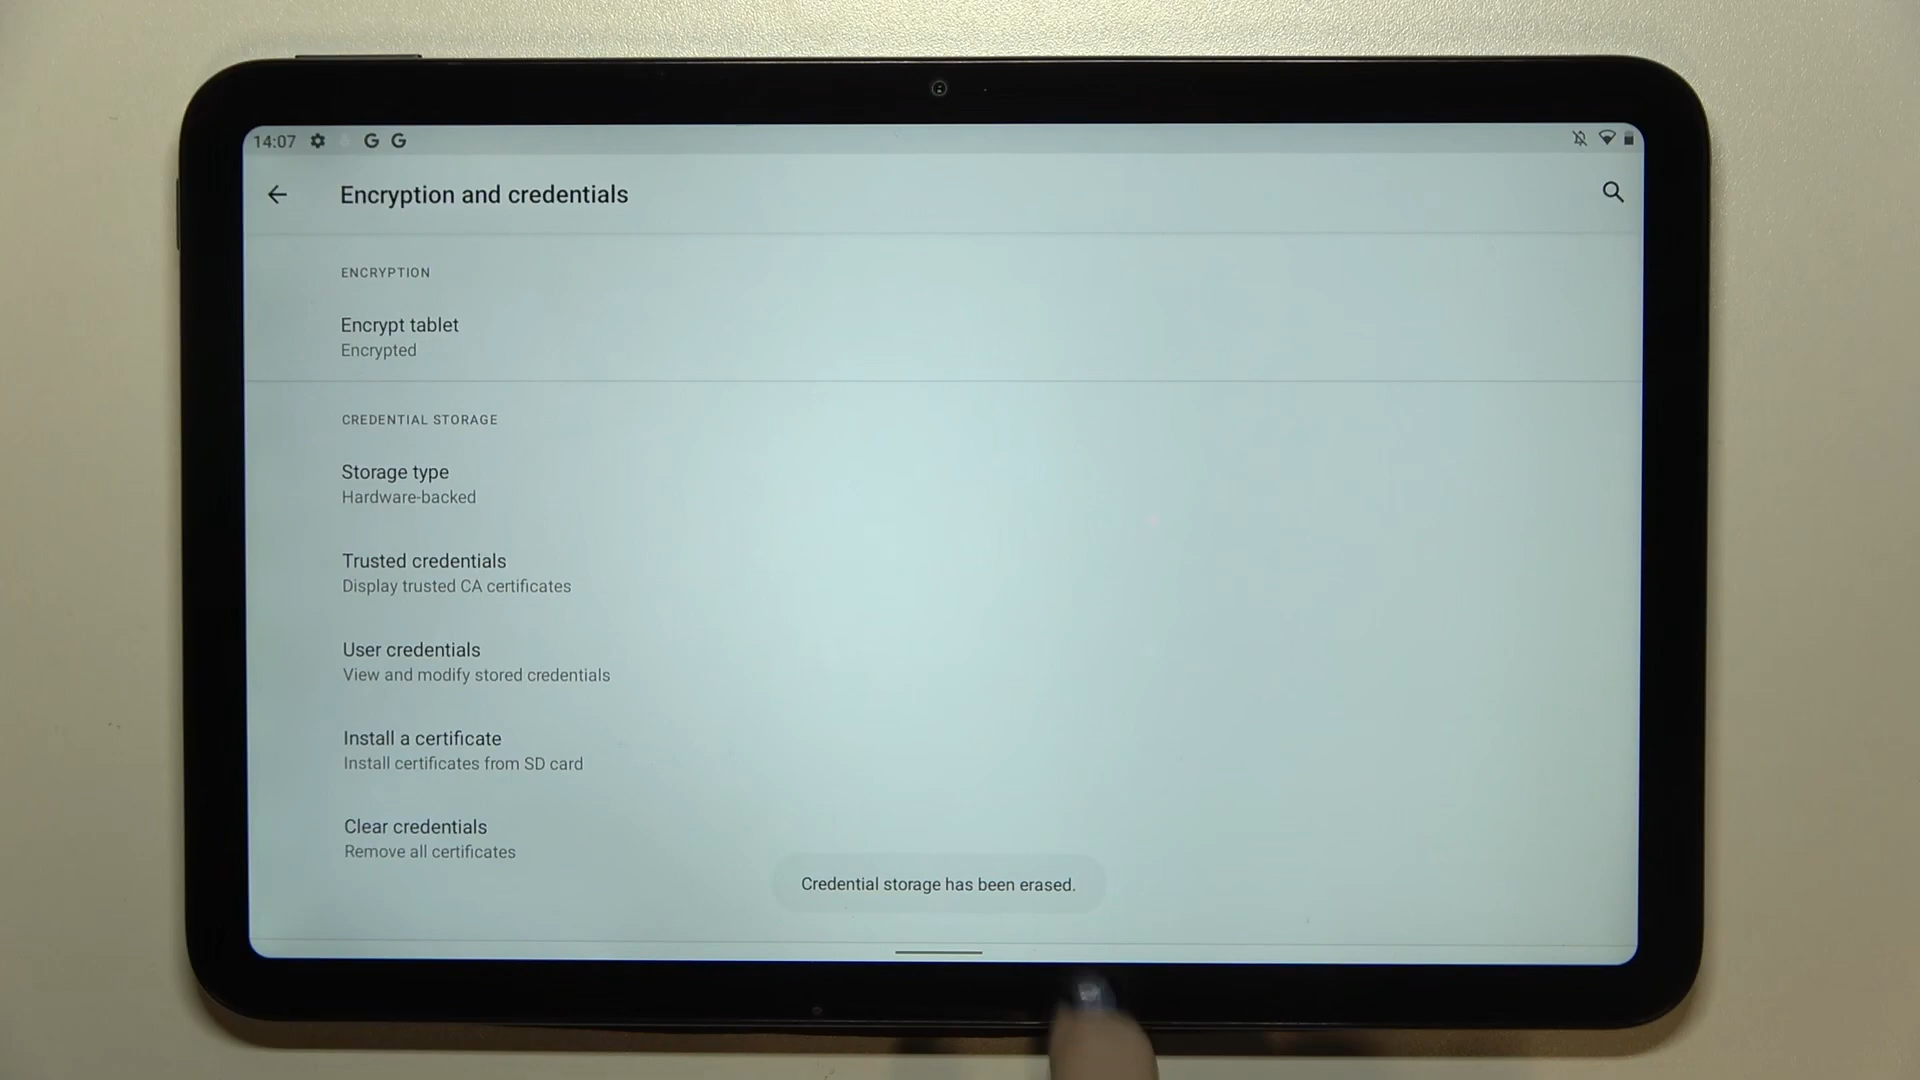 14:07 G G
Encryption and credentials
ENCRYPTION
Encrypt tablet
Encrypted
CREDENTIAL STORAGE
Storage type
Hardware-backed
Trusted credentials
Display trusted CA certificates
User credentials
View and modify stored credentials
Install a certificate
Install certificates from SD card
Clear credentials
Remove all certificates
Credential storage has been erased.